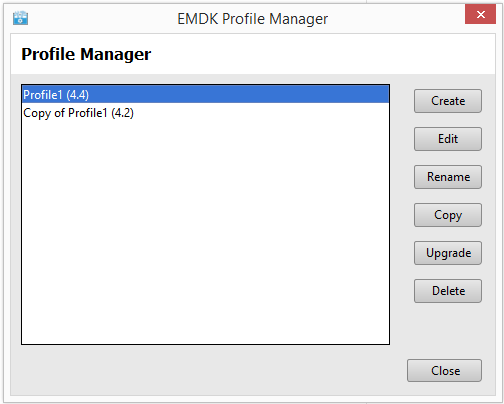 EMDK Profile Manager
Profile Manager
Profile1 (4.4)
Copy of Profile1 (4.2)
Create
Edit
Rename
Copy
Upgrade
Delete
Close